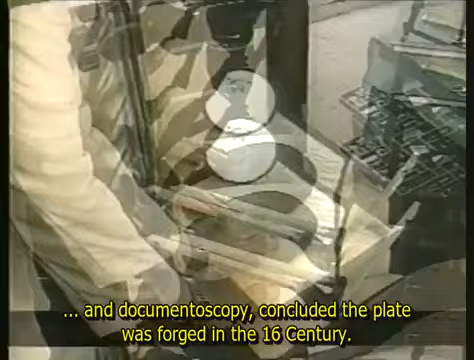 ... and documentoscopy, concluded the plate
was forged in the 16 Century.